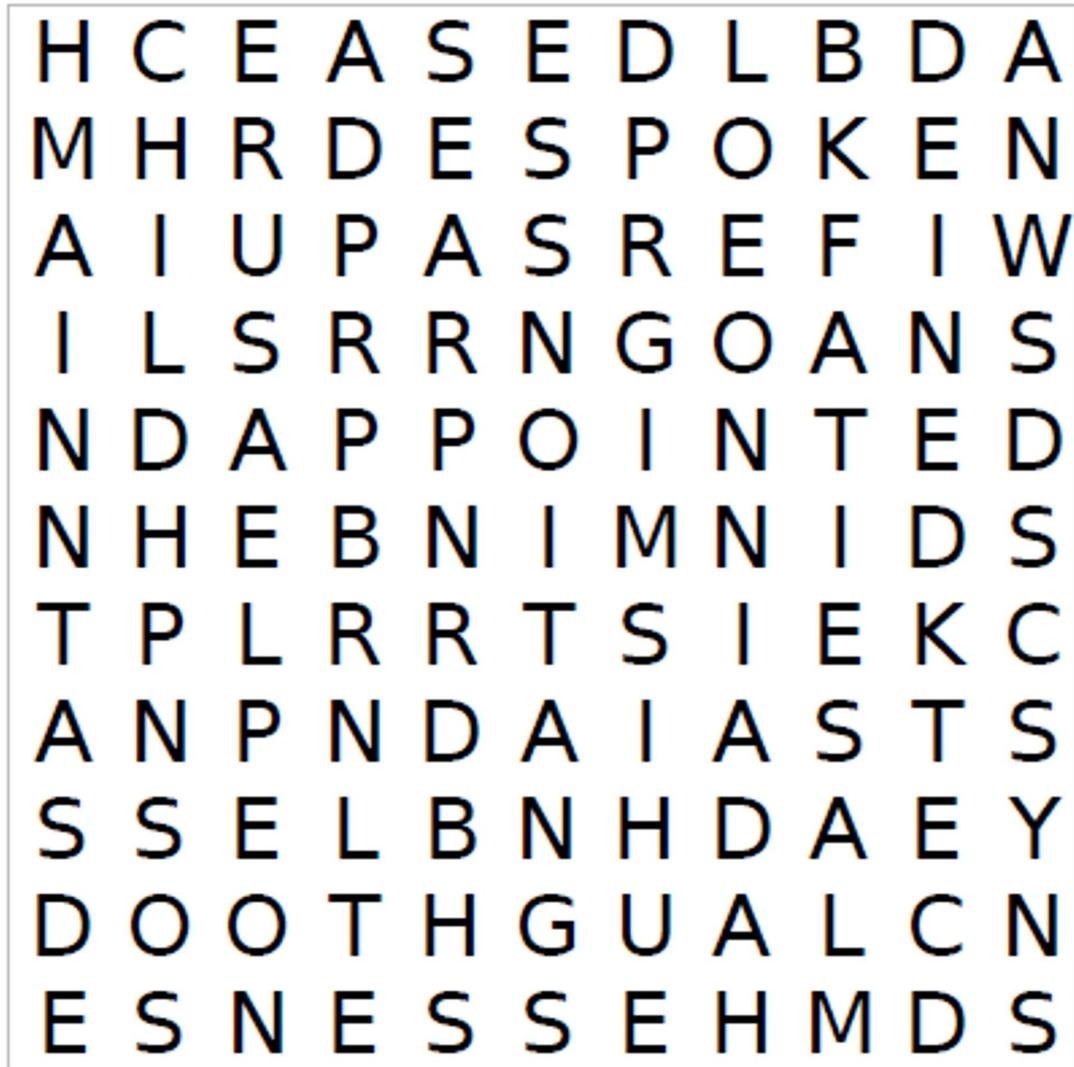 H C E A S E D L B D A
M H R D E S P O K E N
A I U P A S R E F I W
I L S R R N G O A N S
N D A P P O I N T E D
N H E B N I M N I D S
T P L R R T S I E K C
A N P N D A I A S T S
S S E L B N H D A E Y
D O O T H G U A L C N
E S N E S S E H M D S